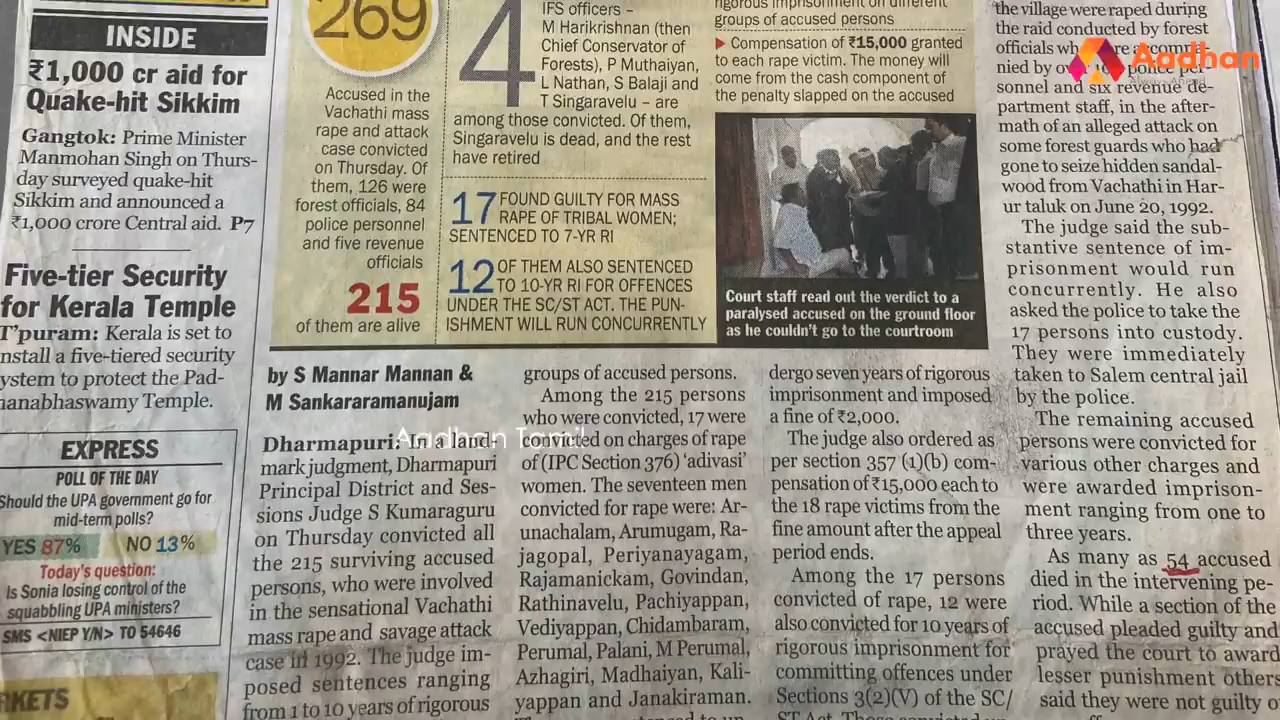 INSIDE
₹1,000 cr aid for
Quake-hit Sikkim
Gangtok: Prime Minister
Manmohan Singh on Thurs-
day surveyed quake-hit
Sikkim and announced a
₹1,000 crore Central aid. P7
Five-tier Security
for Kerala Temple
T'puram: Kerala is set to
nstall a five-tiered security
ystem to protect the Pad-
nanabhaswamy Temple.
EXPRESS
POLL OF THE DAY
Should the UPA government go for
mid-term polls?
YES 87% NO 13%
Today's question:
Is Sonia losing control of the
squabbling UPA ministers?
SMS <NIEP Y/N> TO 54646
RKETS
269
Accused in the
Vachathi mass
rape and attack
case convicted
on Thursday. Of
them, 126 were
forest officials, 84
police personnel
and five revenue
officials
215
of them are alive
4
IFS officers –
M Harikrishnan (then
Chief Conservator of
Forests), P Muthaiyan,
L Nathan, S Balaji and
T Singaravelu – are
among those convicted. Of them,
Singaravelu is dead, and the rest
have retired
17 FOUND GUILTY FOR MASS
RAPE OF TRIBAL WOMEN;
SENTENCED TO 7-YR RI
12 OF THEM ALSO SENTENCED
TO 10-YR RI FOR OFFENCES
UNDER THE SC/ST ACT. THE PUN-
ISHMENT WILL RUN CONCURRENTLY
rigorous imprisonment on different
groups of accused persons
▶ Compensation of ₹15,000 granted
to each rape victim. The money will
come from the cash component of
the penalty slapped on the accused
Court staff read out the verdict to a
paralysed accused on the ground floor
as he couldn't go to the courtroom
by S Mannar Mannan &
M Sankararamanujam
Dharmapuri: In a land-
mark judgment, Dharmapuri
Principal District and Ses-
sions Judge S Kumaraguru
on Thursday convicted all
the 215 surviving accused
persons, who were involved
in the sensational Vachathi
mass rape and savage attack
case in 1992. The judge im-
posed sentences ranging
from 1 to 10 years of rigorous
groups of accused persons.
Among the 215 persons
who were convicted, 17 were
convicted on charges of rape
of (IPC Section 376) 'adivasi'
women. The seventeen men
convicted for rape were: Ar-
unachalam, Arumugam, Ra-
jagopal, Periyanayagam,
Rajamanickam, Govindan,
Rathinavelu, Pachiyappan,
Vediyappan, Chidambaram,
Perumal, Palani, M Perumal,
Azhagiri, Madhaiyan, Kali-
yappan and Janakiraman.
dergo seven years of rigorous
imprisonment and imposed
a fine of ₹2,000.
The judge also ordered as
per section 357 (1)(b) com-
pensation of ₹15,000 each to
the 18 rape victims from the
fine amount after the appeal
period ends.
Among the 17 persons
convicted of rape, 12 were
also convicted for 10 years of
rigorous imprisonment for
committing offences under
Sections 3(2)(V) of the SC/
the village were raped during
the raid conducted by forest
officials
nied by police per-
sonnel and six revenue de-
partment staff, in the after-
math of an alleged attack on
some forest guards who had
gone to seize hidden sandal-
wood from Vachathi in Har-
ur taluk on June 20, 1992.
The judge said the sub-
stantive sentence of im-
prisonment would run
concurrently. He also
asked the police to take the
17 persons into custody.
They were immediately
taken to Salem central jail
by the police.
The remaining accused
persons were convicted for
various other charges and
were awarded imprison-
ment ranging from one to
three years.
As many as 54 accused
died in the intervening pe-
riod. While a section of the
accused pleaded guilty and
prayed the court to award
lesser punishment others
said they were not guilty o
Aadhan
Always Ahead
Aadhan Tamil